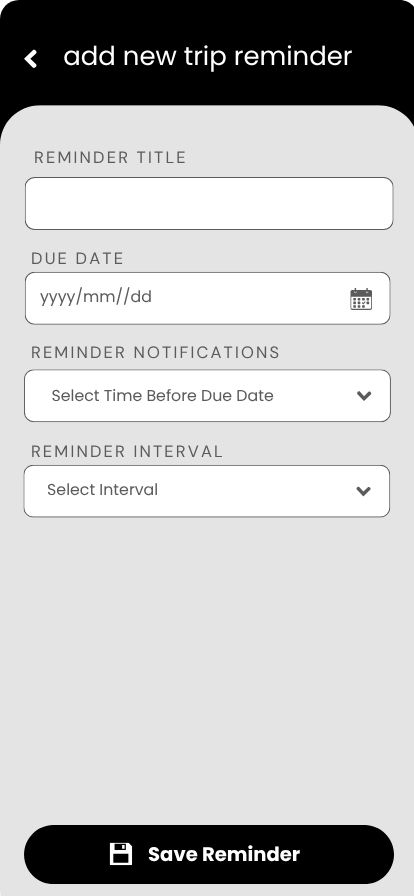 add new trip reminder
REMINDER TITLE
DUE DATE
yyyy/mm//dd
REMINDER NOTIFICATIONS
Select Time Before Due Date
REMINDER INTERVAL
Select Interval
Save Reminder